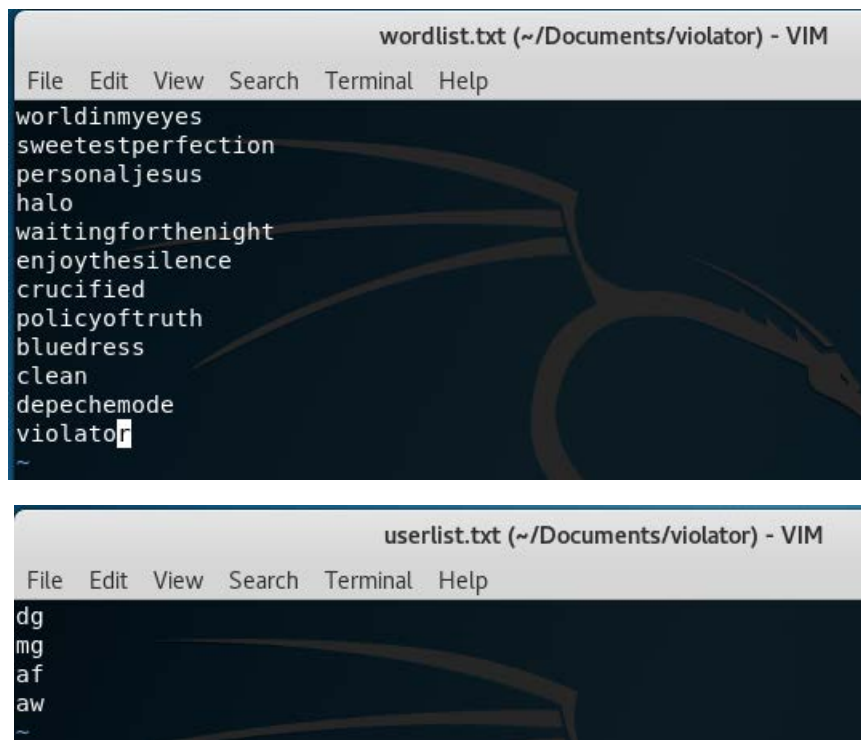 wordlist.txt (~/Documents/violator) - VIM
File Edit View Search Terminal Help
worldinmyeyes
sweetestperfection
personaljesus
halo
waitingforthenight
enjoythesilence
crucified
policyoftruth
bluedress
clean
depechemode
violator
~
userlist.txt (~/Documents/violator) - VIM
File Edit View Search Terminal Help
dg
mg
af
aw
~